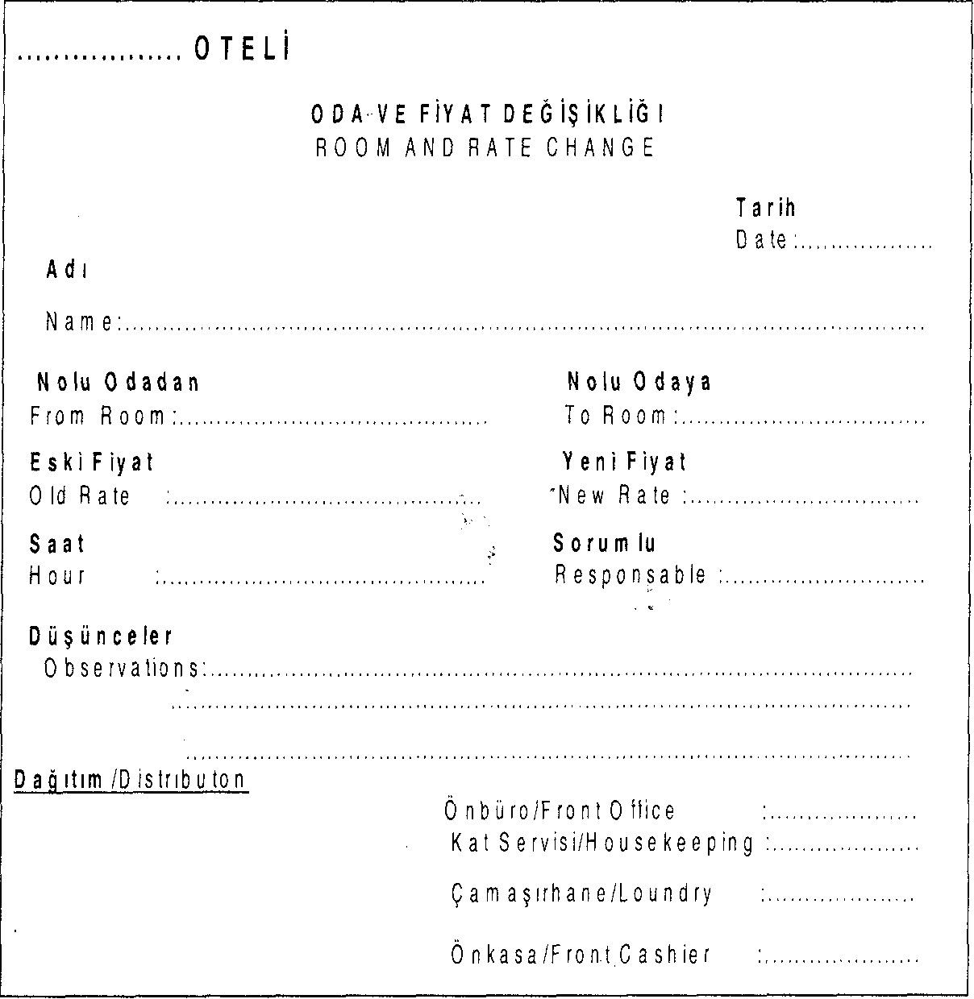 .................. OTELİ
ODA VE FİYAT DEĞİŞİKLİĞI
ROOM AND RATE CHANGE
Tarih
Date:..................
Adı
Name:..........................................................................................
Nolu Odadan Nolu Odaya
From Room:........................................ To Room:................................
Eski Fiyat Yeni Fiyat
Old Rate :........................................ New Rate :..............................
Saat Sorumlu
Hour :........................................ Responsable :..........................
Düşünceler
Observations:..........................................................................................
..........................................................................................
..........................................................................................
Dağıtım/Distributon
Önbüro/Front Office :...................
Kat Servisi/Housekeeping :...................
Çamaşırhane/Loundry :...................
Önkasa/Front Cashier :...................